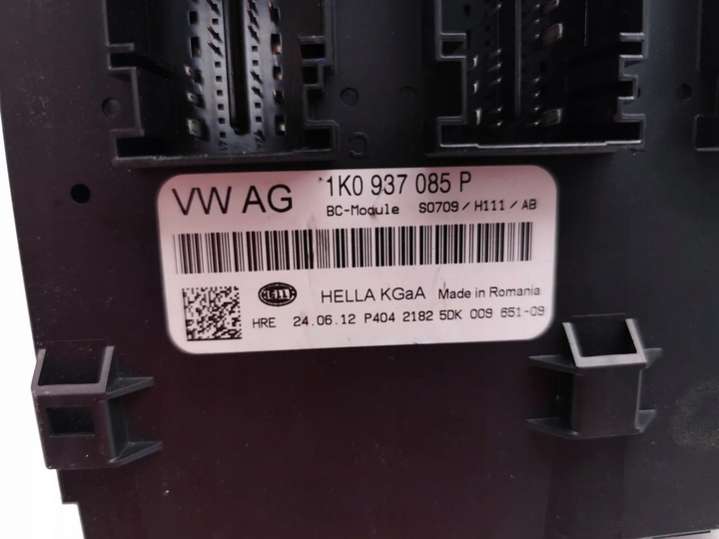 VW AG 1K0 937 085 P
BC-Module S0709/H111/AB
HELLA HELLA KGaA Made in Romania
HRE 24.06.12 P404 2182 5DK 009 651-09